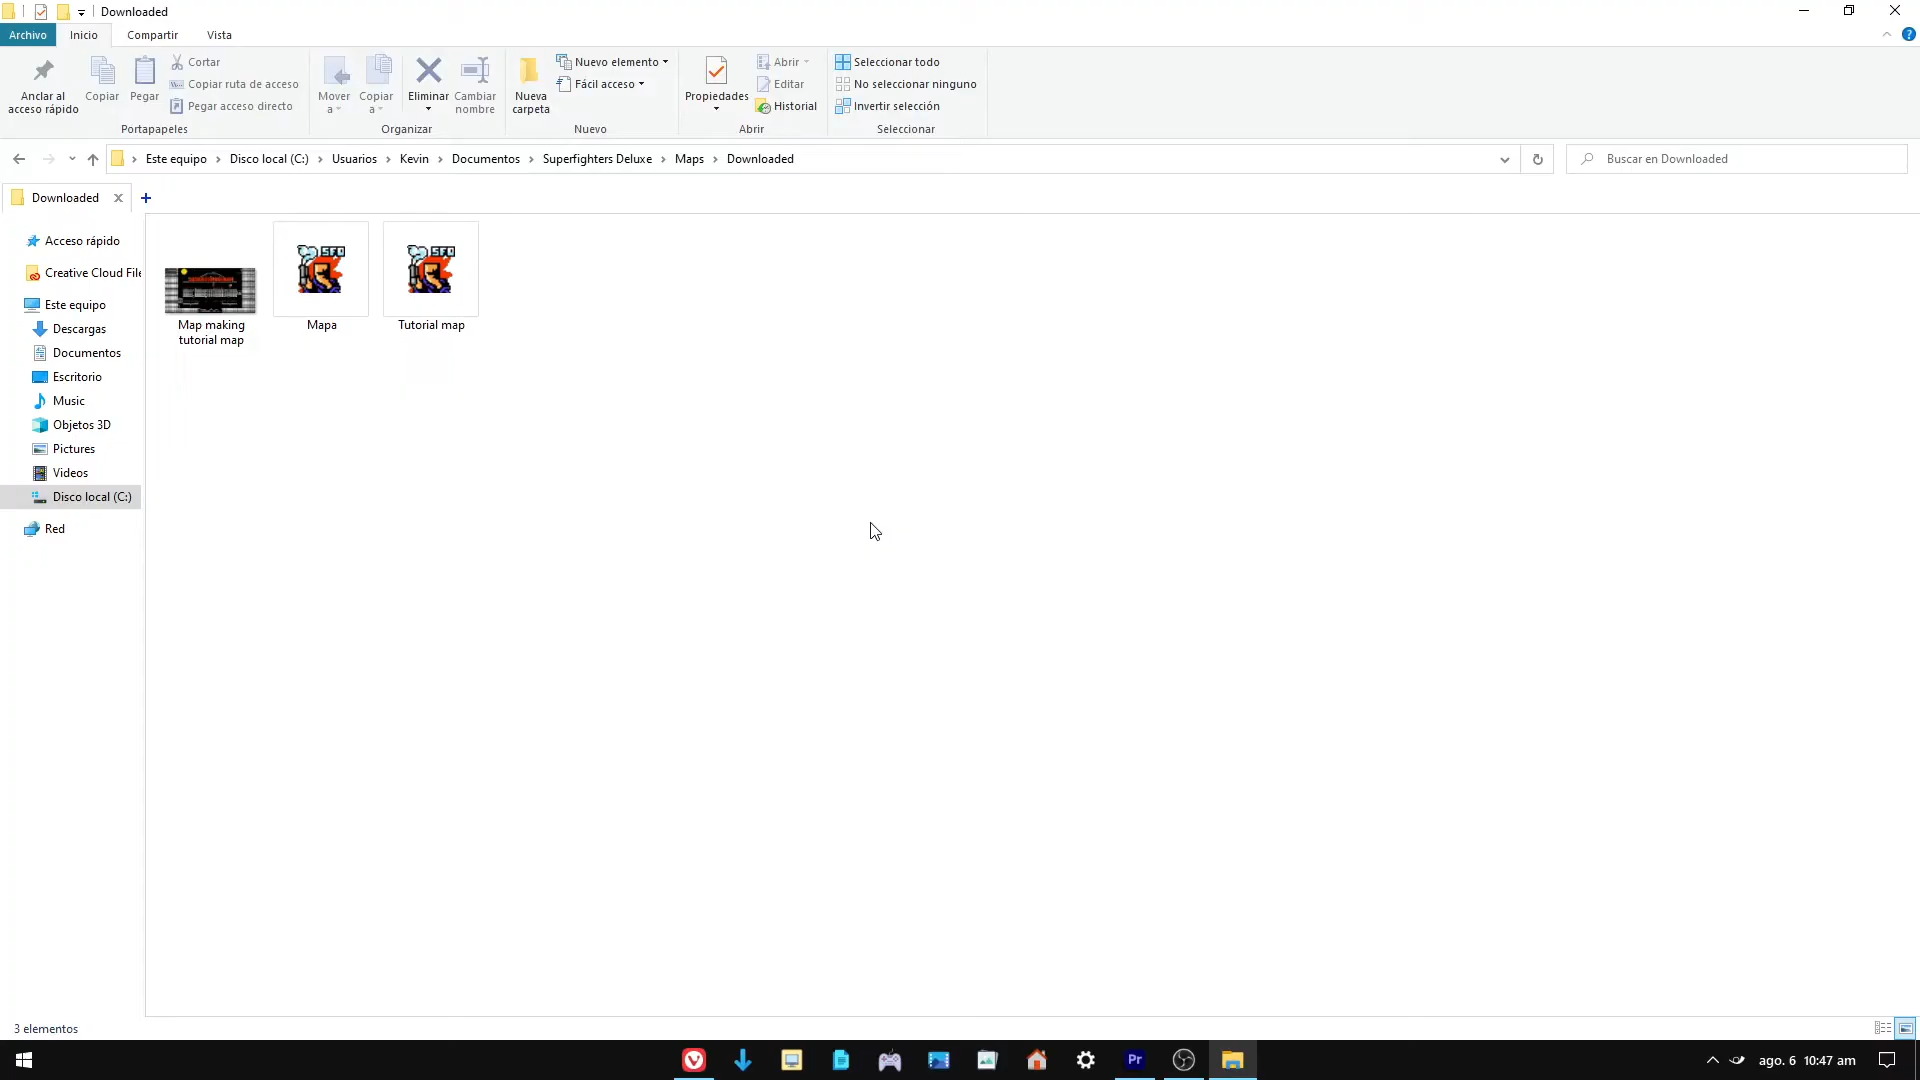 Downloaded
Archivo Inicio Compartir Vista
Anclar al acceso rápido
Copiar
Pegar
Cortar
Copiar ruta de acceso
Pegar acceso directo
Portapapeles
Mover a
Copiar a
Eliminar
Cambiar nombre
Organizar
Nueva carpeta
Nuevo elemento
Fácil acceso
Nuevo
Propiedades
Abrir
Editar
Historial
Abrir
Seleccionar todo
No seleccionar ninguno
Invertir selección
Seleccionar
Este equipo › Disco local (C:) › Usuarios › Kevin › Documentos › Superfighters Deluxe › Maps › Downloaded
Buscar en Downloaded
Downloaded
Acceso rápido
Creative Cloud File
Este equipo
Descargas
Documentos
Escritorio
Music
Objetos 3D
Pictures
Videos
Disco local (C:)
Red
SFD
SFD
Map making
tutorial map
Mapa
Tutorial map
3 elementos
Pr
ago. 6 10:47 am